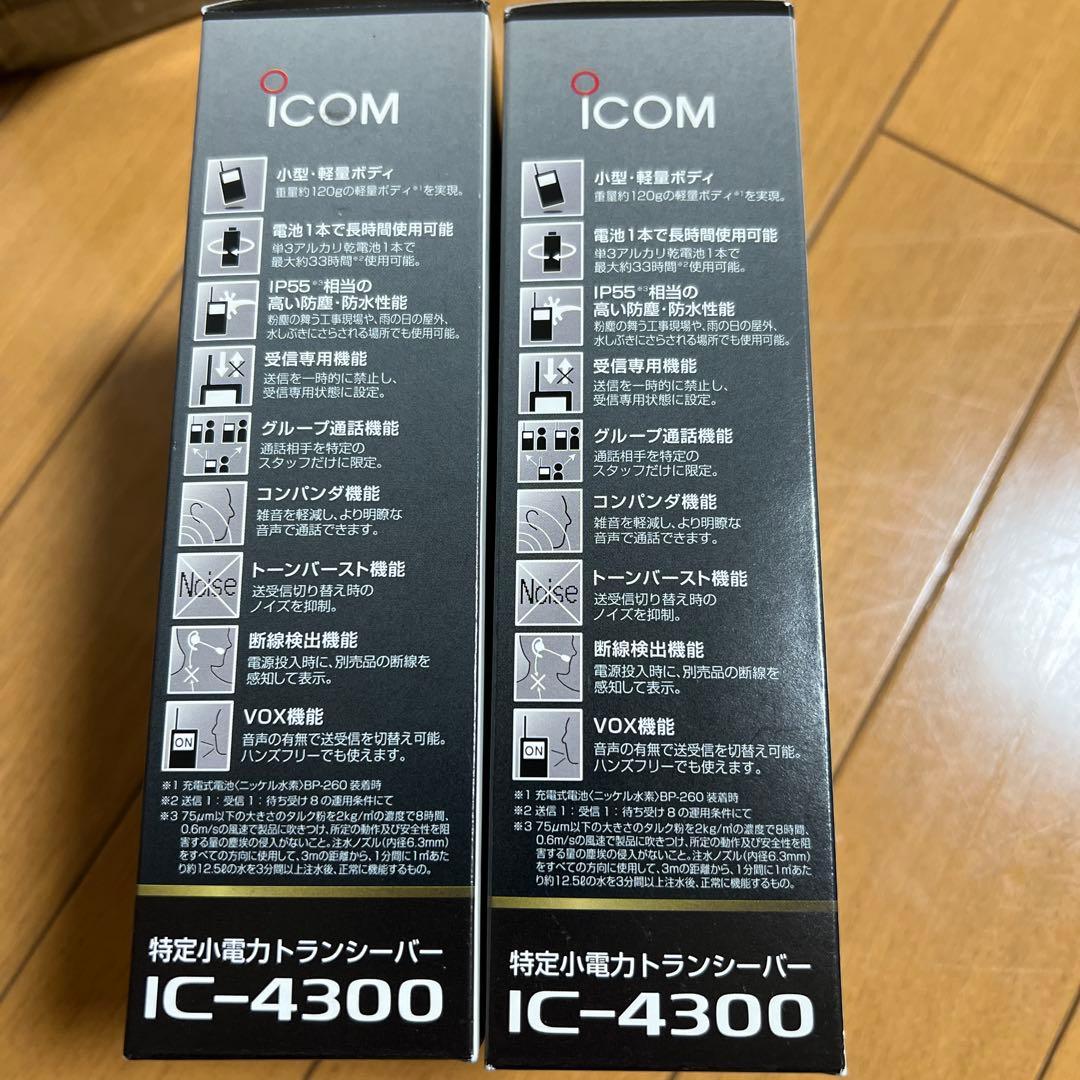 iCOM
小型・軽量ボディ
重量約120gの軽量ボディ※1を実現。
電池1本で長時間使用可能
単3アルカリ乾電池1本で
最大約33時間※2使用可能。
IP55※3相当の
高い防塵・防水性能
粉塵の舞う工事現場や、雨の日の屋外、
水しぶきにさらされる場所でも使用可能。
受信専用機能
送信を一時的に禁止し、
受信専用状態に設定。
グループ通話機能
通話相手を特定の
スタッフだけに限定。
コンパンダ機能
雑音を軽減し、より明瞭な
音声で通話できます。
Noise
トーンバースト機能
送受信切り替え時の
ノイズを抑制。
断線検出機能
電源投入時に、別売品の断線を
感知して表示。
ON
VOX機能
音声の有無で送受信を切替え可能。
ハンズフリーでも使えます。
※1 充電式電池〈ニッケル水素〉BP-260 装着時
※2 送信 1：受信 1：待ち受け 8 の運用条件にて
※3 75μm以下の大きさのタルク粉を2kg/㎥の濃度で8時間、
0.6m/sの風速で製品に吹きつけ、所定の動作及び安全性を阻
害する量の塵埃の侵入がないこと。注水ノズル(内径6.3mm)
をすべての方向に使用して、3mの距離から、1分間に1㎡あた
り約12.5ℓの水を3分間以上注水後、正常に機能するもの。
特定小電力トランシーバー
IC-4300
iCOM
小型・軽量ボディ
重量約120gの軽量ボディ※1を実現。
電池1本で長時間使用可能
単3アルカリ乾電池1本で
最大約33時間※2使用可能。
IP55※3相当の
高い防塵・防水性能
粉塵の舞う工事現場や、雨の日の屋外、
水しぶきにさらされる場所でも使用可能。
受信専用機能
送信を一時的に禁止し、
受信専用状態に設定。
グループ通話機能
通話相手を特定の
スタッフだけに限定。
コンパンダ機能
雑音を軽減し、より明瞭な
音声で通話できます。
Noise
トーンバースト機能
送受信切り替え時の
ノイズを抑制。
断線検出機能
電源投入時に、別売品の断線を
感知して表示。
ON
VOX機能
音声の有無で送受信を切替え可能。
ハンズフリーでも使えます。
※1 充電式電池〈ニッケル水素〉BP-260 装着時
※2 送信 1：受信 1：待ち受け 8 の運用条件にて
※3 75μm以下の大きさのタルク粉を2kg/㎥の濃度で8時間、
0.6m/sの風速で製品に吹きつけ、所定の動作及び安全性を阻
害する量の塵埃の侵入がないこと。注水ノズル(内径6.3mm)
をすべての方向に使用して、3mの距離から、1分間に1㎡あた
り約12.5ℓの水を3分間以上注水後、正常に機能するもの。
特定小電力トランシーバー
IC-4300